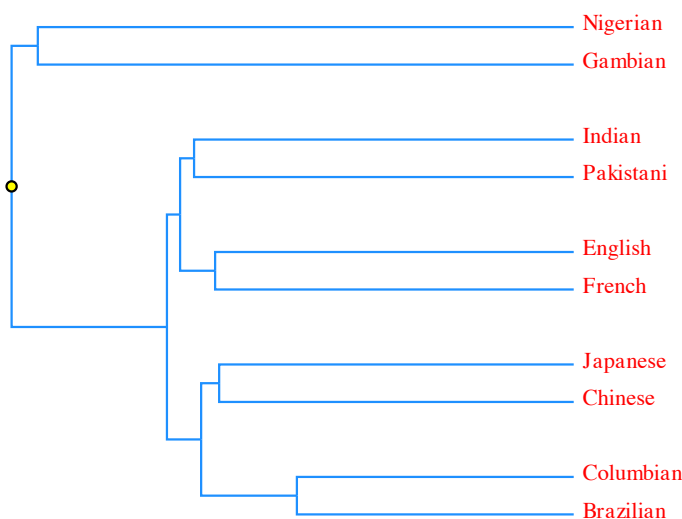 Nigerian
Gambian
Indian
Pakistani
English
French
Japanese
Chinese
Columbian
Brazilian